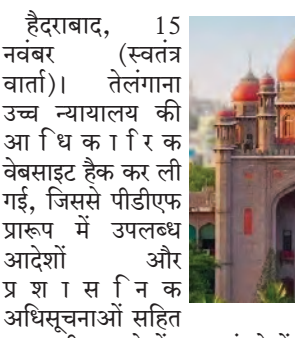 हैदराबाद, 15
नवंबर (स्वतंत्र
वार्ता)। तेलंगाना
उच्च न्यायालय की
आधिकारिक
वेबसाइट हैक कर ली
गई, जिससे पीडीएफ
प्रारूप में उपलब्ध
आदेशों और
प्रशासनिक
अधिसूचनाओं सहित